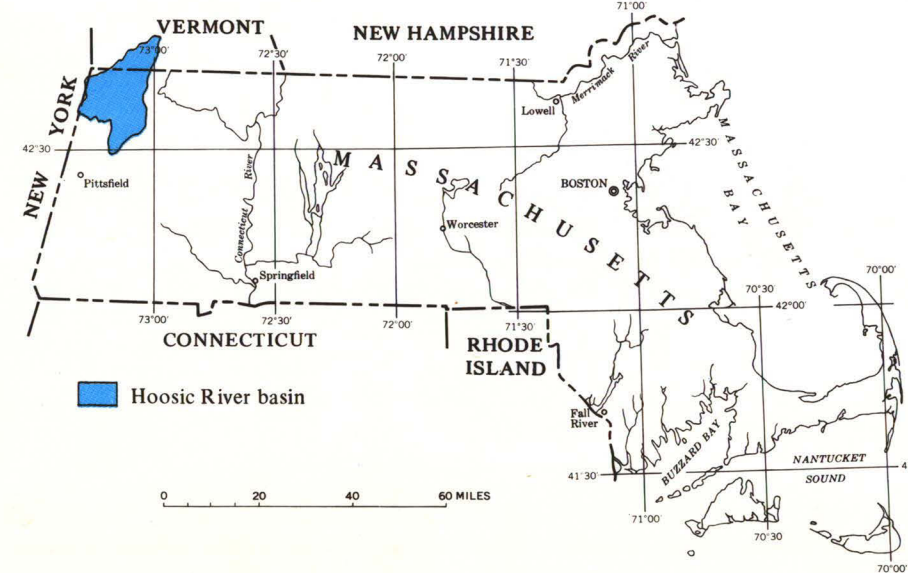 VERMONT
NEW HAMPSHIRE
71°00'
73°00'
72°30'
72°00'
71°30'
Merrimack River
Lowell
NEW YORK
42°30'
42°30'
Pittsfield
Connecticut River
MASSACHUSETTS
BOSTON
MASSACHUSETTS
BAY
Worcester
Springfield
70°00'
70°30'
42°00'
73°00'
72°30'
72°00'
71°30'
CONNECTICUT
RHODE
ISLAND
Hoosic River basin
Fall
River
BUZZARD BAY
NANTUCKET
SOUND
41°30'
4
0 20 40 60 MILES
71°00'
70°30'
70°00'